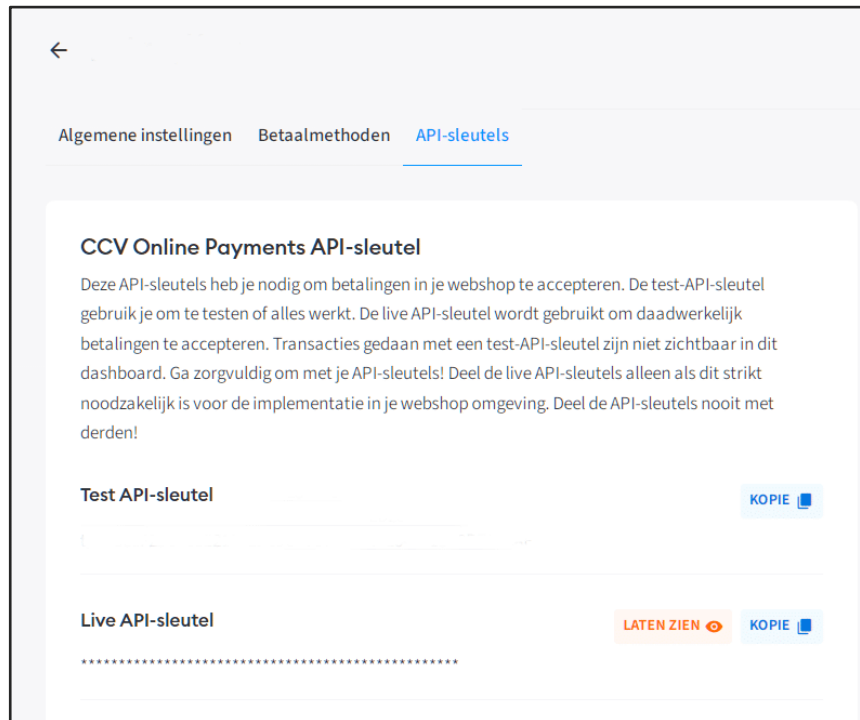 Algemene instellingen Betaalmethoden API-sleutels
CCV Online Payments API-sleutel
Deze API-sleutels heb je nodig om betalingen in je webshop te accepteren. De test-API-sleutel
gebruik je om te testen of alles werkt. De live API-sleutel wordt gebruikt om daadwerkelijk
betalingen te accepteren. Transacties gedaan met een test-API-sleutel zijn niet zichtbaar in dit
dashboard. Ga zorgvuldig om met je API-sleutels! Deel de live API-sleutels alleen als dit strikt
noodzakelijk is voor de implementatie in je webshop omgeving. Deel de API-sleutels nooit met
derden!
Test API-sleutel KOPIE
Live API-sleutel LATEN ZIEN KOPIE
**************************************************